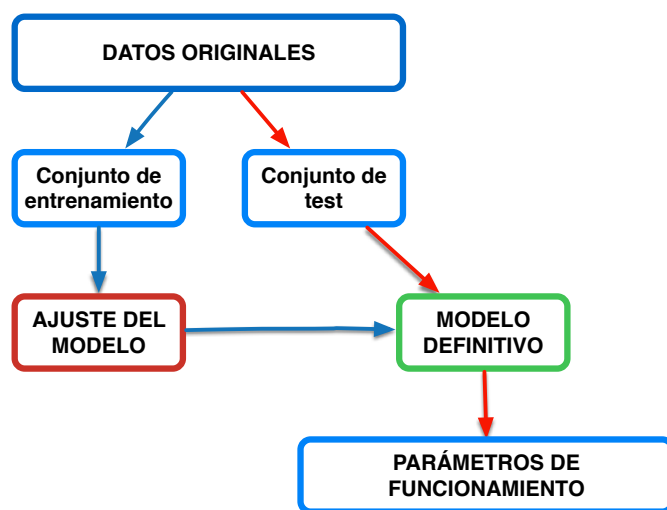 DATOS ORIGINALES
Conjunto de
entrenamiento
Conjunto de
test
AJUSTE DEL
MODELO
MODELO
DEFINITIVO
PARÁMETROS DE
FUNCIONAMIENTO